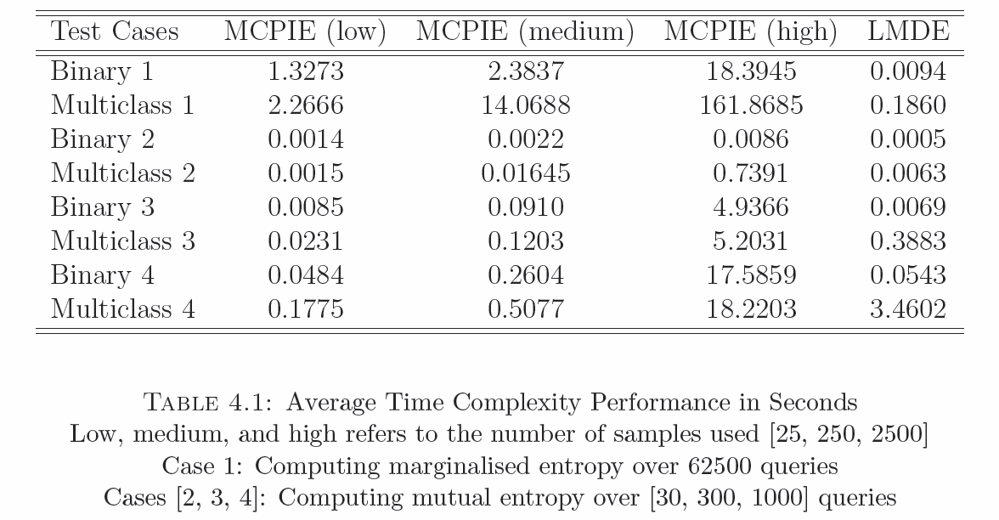 Test Cases MCPIE (low) MCPIE (medium) MCPIE (high) LMDE
Binary 1 1.3273 2.3837 18.3945 0.0094
Multiclass 1 2.2666 14.0688 161.8685 0.1860
Binary 2 0.0014 0.0022 0.0086 0.0005
Multiclass 2 0.0015 0.01645 0.7391 0.0063
Binary 3 0.0085 0.0910 4.9366 0.0069
Multiclass 3 0.0231 0.1203 5.2031 0.3883
Binary 4 0.0484 0.2604 17.5859 0.0543
Multiclass 4 0.1775 0.5077 18.2203 3.4602
TABLE 4.1: Average Time Complexity Performance in Seconds
Low, medium, and high refers to the number of samples used [25, 250, 2500]
Case 1: Computing marginalised entropy over 62500 queries
Cases [2, 3, 4]: Computing mutual entropy over [30, 300, 1000] queries